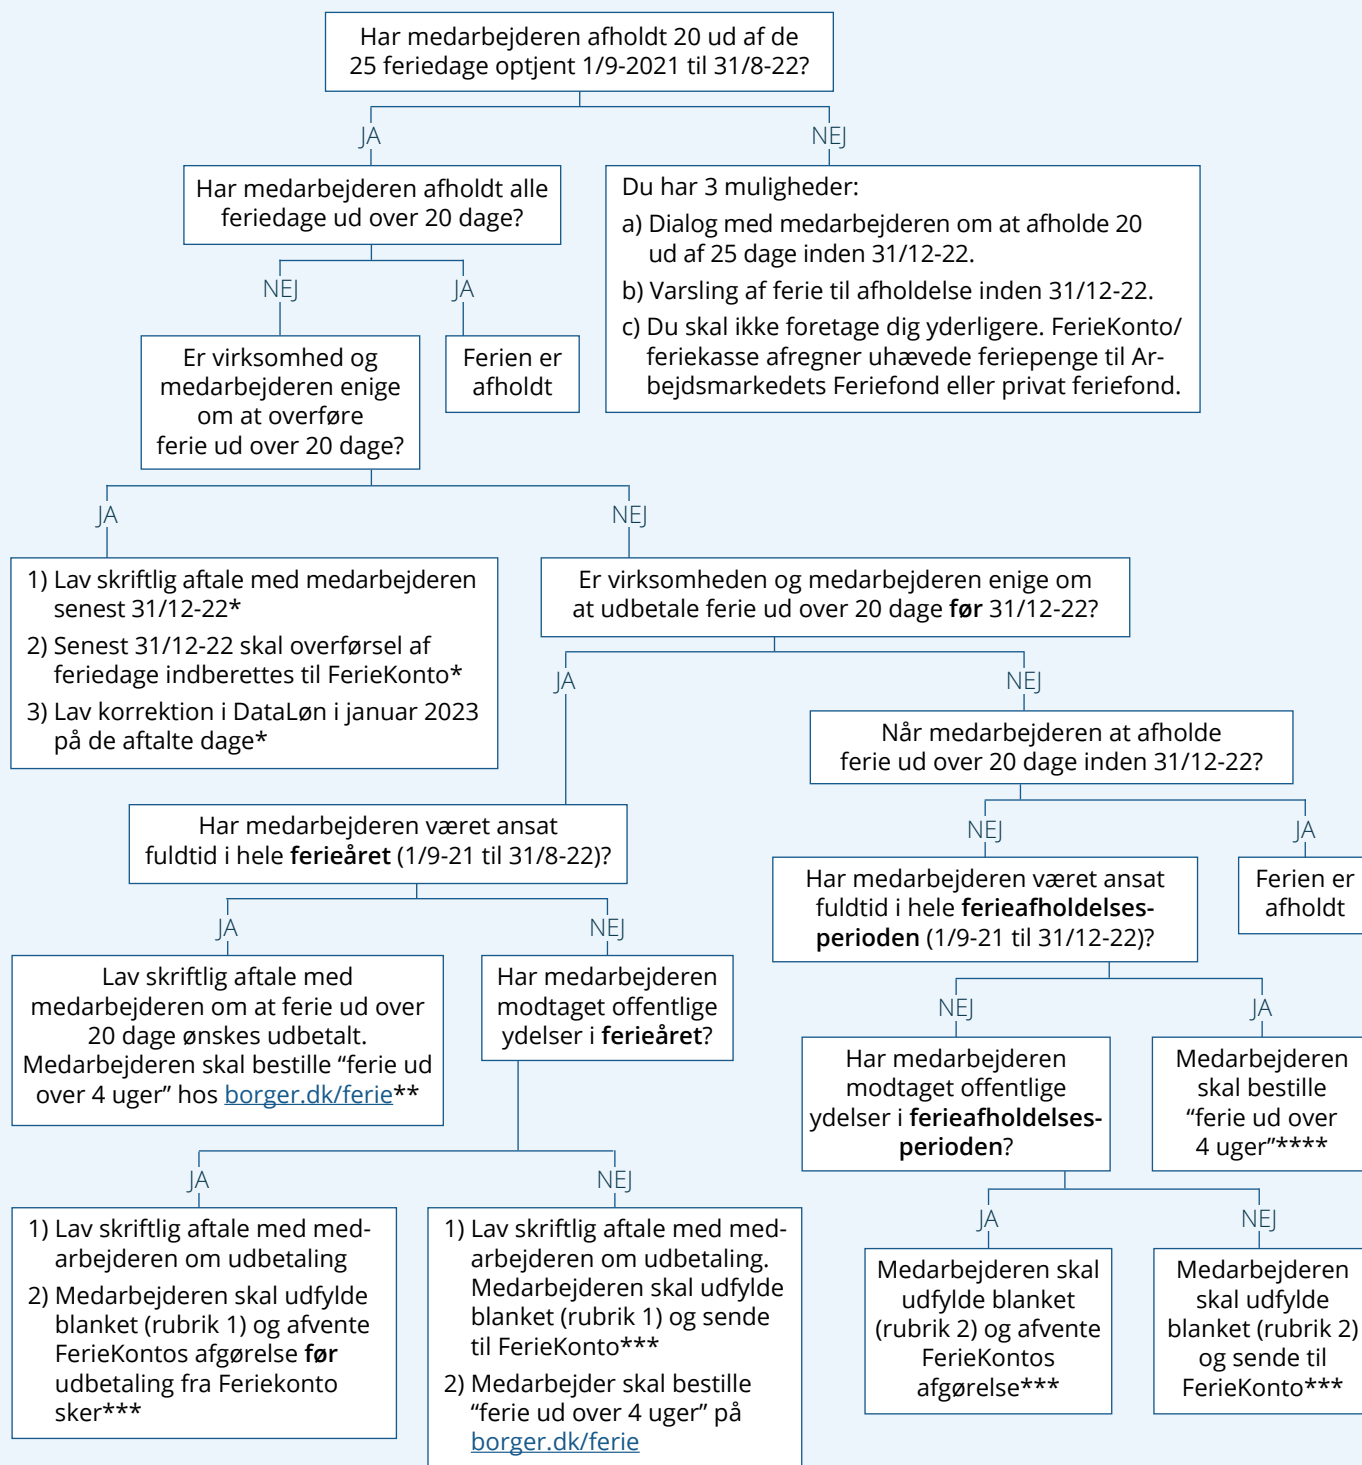 Har medarbejderen afholdt 20 ud af de
25 feriedage optjent 1/9-2021 til 31/8-22?
JA
NEJ
Har medarbejderen afholdt alle
feriedage ud over 20 dage?
Du har 3 muligheder:
a) Dialog med medarbejderen om at afholde 20
ud af 25 dage inden 31/12-22.
b) Varsling af ferie til afholdelse inden 31/12-22.
c) Du skal ikke foretage dig yderligere. FerieKonto/
feriekasse afregner uhævede feriepenge til Ar-
bejdsmarkedets Feriefond eller privat feriefond.
NEJ
JA
Er virksomhed og
medarbejderen enige
om at overføre
ferie ud over 20 dage?
Ferien er
afholdt
JA
NEJ
1) Lav skriftlig aftale med medarbejderen
senest 31/12-22*
2) Senest 31/12-22 skal overførsel af
feriedage indberettes til FerieKonto*
3) Lav korrektion i DataLøn i januar 2023
på de aftalte dage*
Er virksomheden og medarbejderen enige om
at udbetale ferie ud over 20 dage før 31/12-22?
JA
NEJ
Når medarbejderen at afholde
ferie ud over 20 dage inden 31/12-22?
Har medarbejderen været ansat
fuldtid i hele ferieåret (1/9-21 til 31/8-22)?
NEJ
JA
Har medarbejderen været ansat
fuldtid i hele ferieafholdelses-
perioden (1/9-21 til 31/12-22)?
Ferien er
afholdt
JA
NEJ
Lav skriftlig aftale med
medarbejderen om at ferie ud over
20 dage ønskes udbetalt.
Medarbejderen skal bestille “ferie ud
over 4 uger” hos borger.dk/ferie**
Har medarbejderen
modtaget offentlige
ydelser i ferieåret?
NEJ
JA
Har medarbejderen
modtaget offentlige
ydelser i ferieafholdelses-
perioden?
Medarbejderen
skal bestille
“ferie ud over
4 uger”****
JA
NEJ
1) Lav skriftlig aftale med med-
arbejderen om udbetaling
2) Medarbejderen skal udfylde
blanket (rubrik 1) og afvente
FerieKontos afgørelse før
udbetaling fra Feriekonto
sker***
1) Lav skriftlig aftale med med-
arbejderen om udbetaling.
Medarbejderen skal udfylde
blanket (rubrik 1) og sende
til FerieKonto***
2) Medarbejder skal bestille
“ferie ud over 4 uger” på
borger.dk/ferie
JA
NEJ
Medarbejderen skal
udfylde blanket
(rubrik 2) og afvente
FerieKontos
afgørelse***
Medarbejderen
skal udfylde
blanket (rubrik 2)
og sende til
FerieKonto***